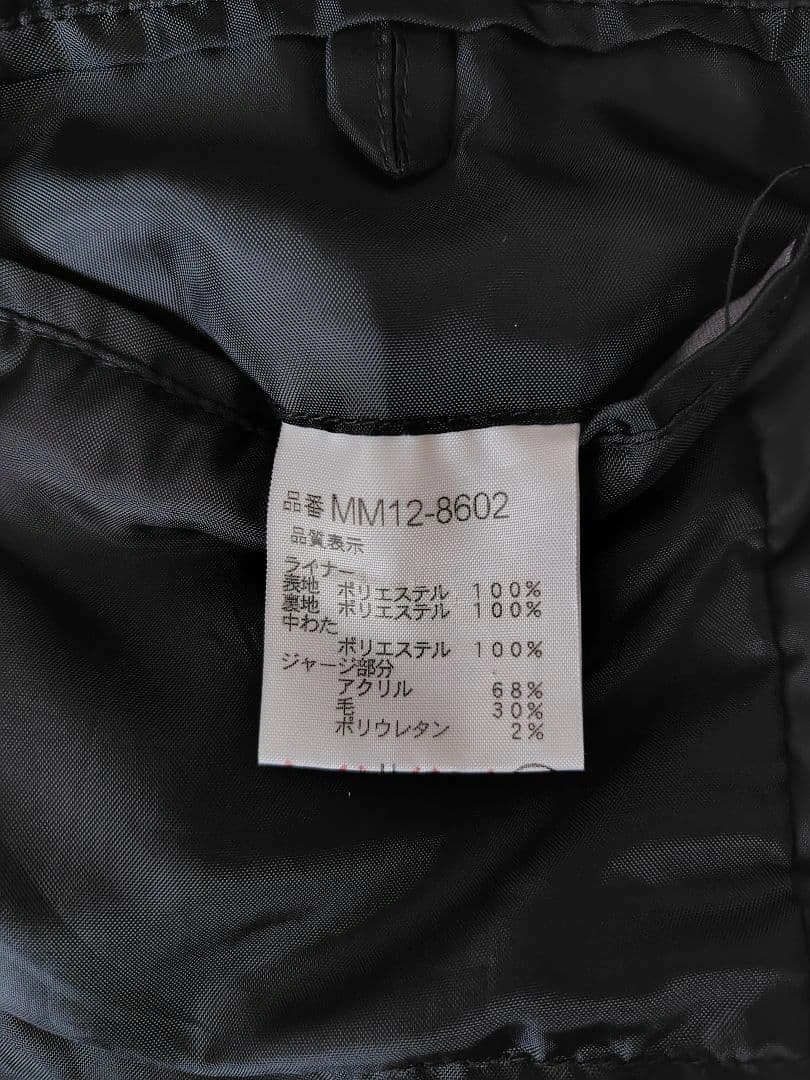 品番 MM12-8602
品質表示
ライナー
表地 ポリエステル 100%
裏地 ポリエステル 100%
中わた
ポリエステル 100%
ジャージ部分
アクリル 68%
毛 30%
ポリウレタン 2%